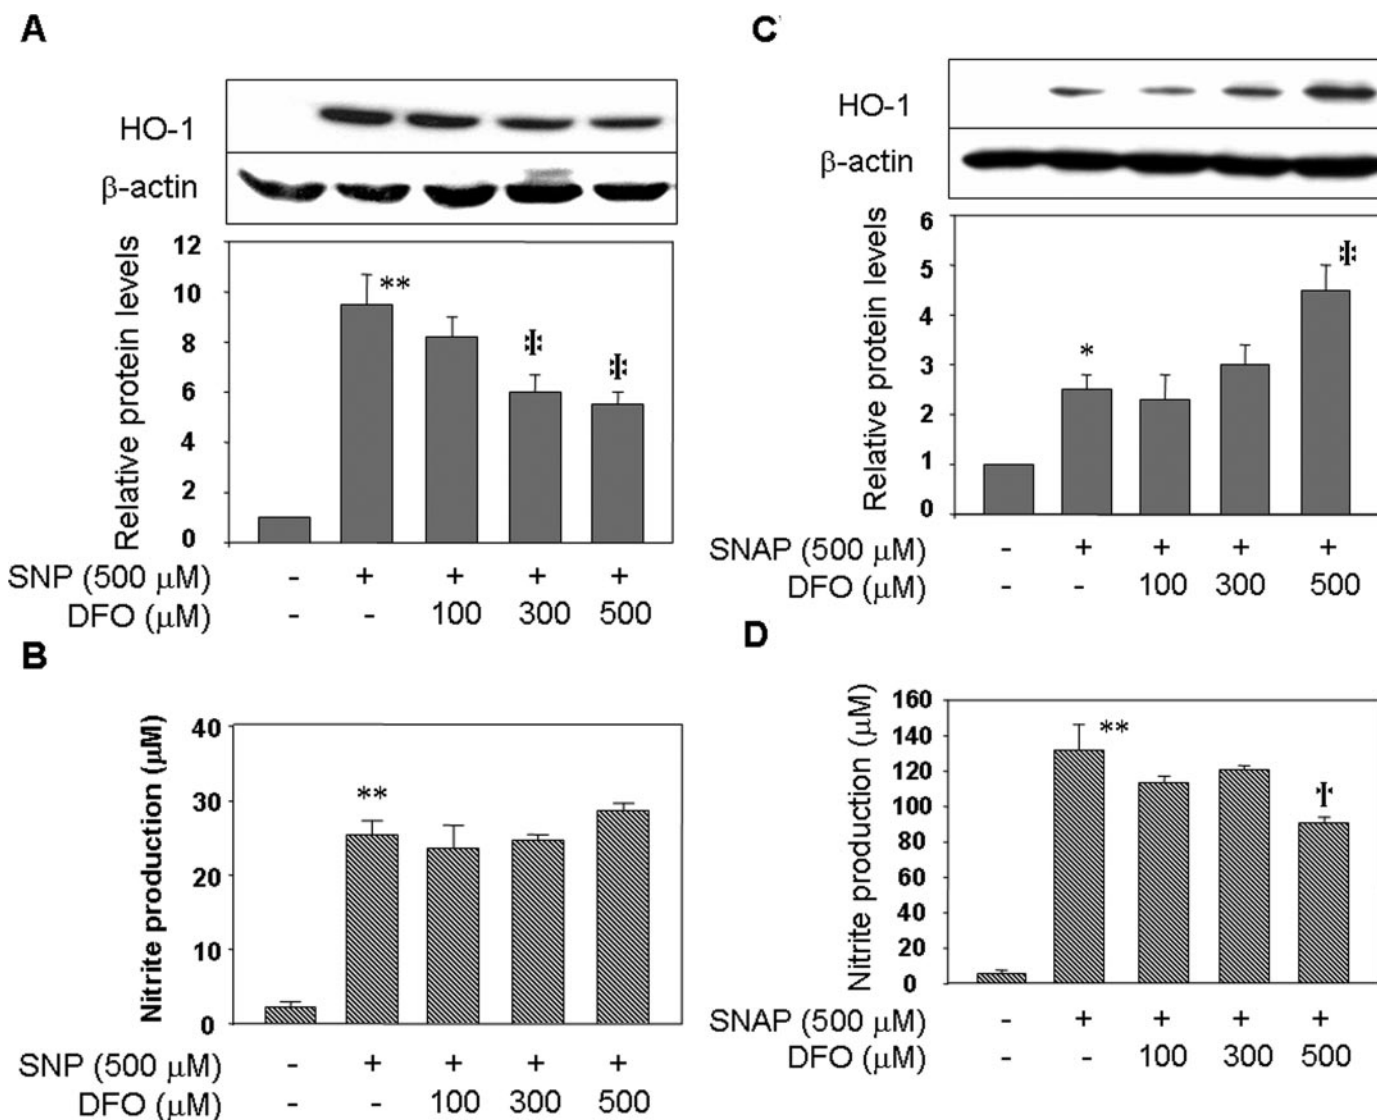 A
HO-1
β-actin
Relative protein levels
12
10
8
6
4
2
0
**
‡
‡
SNP (500 μM) - + + + +
DFO (μM) - - 100 300 500
B
Nitrite production (μM)
40
30
20
10
0
**
SNP (500 μM) - + + + +
DFO (μM) - - 100 300 500
C
HO-1
β-actin
Relative protein levels
6
5
4
3
2
1
0
*
‡
SNAP (500 μM) - + + + +
DFO (μM) - - 100 300 500
D
Nitrite production (μM)
160
140
120
100
80
60
40
20
0
**
†
SNAP (500 μM) - + + + +
DFO (μM) - - 100 300 500